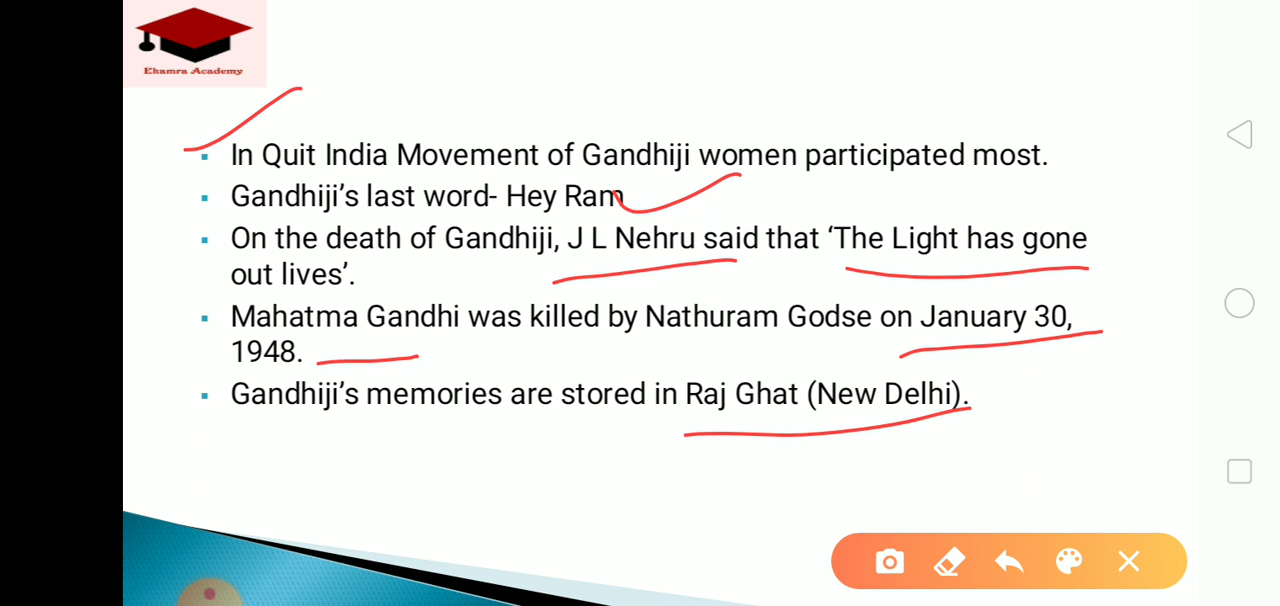 Ekamra Academy
In Quit India Movement of Gandhiji women participated most.
Gandhiji’s last word- Hey Ram
On the death of Gandhiji, J L Nehru said that ‘The Light has gone
out lives’.
Mahatma Gandhi was killed by Nathuram Godse on January 30,
1948.
Gandhiji’s memories are stored in Raj Ghat (New Delhi).